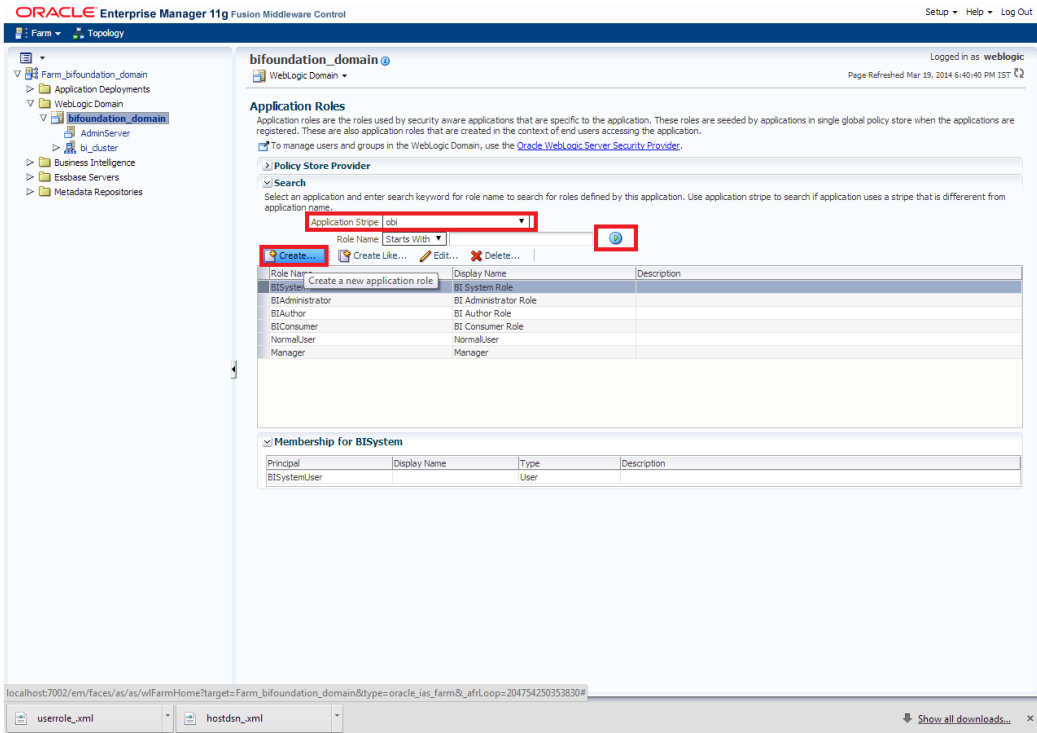 ORACLE Enterprise Manager 11g Fusion Middleware Control
Setup Help Log Out
Farm Topology
Farm_bifoundation_domain
Application Deployments
WebLogic Domain
bifoundation_domain
AdminServer
bi_cluster
Business Intelligence
Essbase Servers
Metadata Repositories
bifoundation_domain
Logged in as weblogic
WebLogic Domain
Page Refreshed Mar 19, 2014 6:40:40 PM IST
Application Roles
Application roles are the roles used by security aware applications that are specific to the application. These roles are seeded by applications in single global policy store when the applications are
registered. These are also application roles that are created in the context of end users accessing the application.
To manage users and groups in the WebLogic Domain, use the Oracle WebLogic Server Security Provider.
Policy Store Provider
Search
Select an application and enter search keyword for role name to search for roles defined by this application. Use application stripe to search if application uses a stripe that is differerent from
application name.
Application Stripe obi
Role Name Starts With
Create... Create Like... Edit... Delete...
Role Name Display Name Description
Create a new application role
BISystem BI System Role
BIAdministrator BI Administrator Role
BIAuthor BI Author Role
BIConsumer BI Consumer Role
NormalUser NormalUser
Manager Manager
Membership for BISystem
Principal Display Name Type Description
BISystemUser User
localhost:7002/em/faces/as/as/wlFarmHome?target=Farm_bifoundation_domain&type=oracle_ias_farm&_afrLoop=204754250353830#
userrole_.xml hostdsn_.xml Show all downloads...